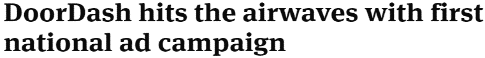 DoorDash hits the airwaves with first
national ad campaign